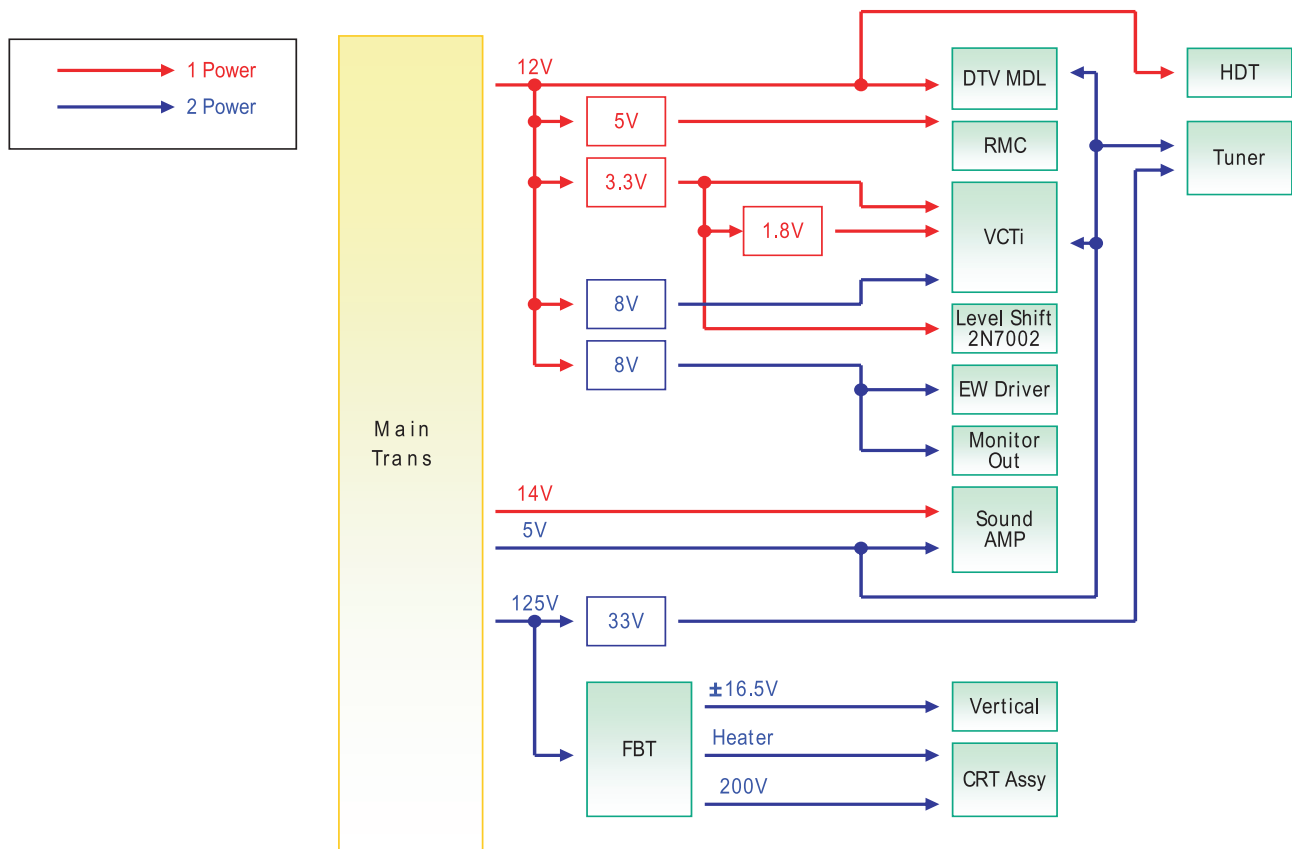 1 Power
2 Power
Main
Trans
12V
5V
3.3V
1.8V
8V
8V
14V
5V
125V
33V
FBT
±16.5V
Heater
200V
DTV MDL
RMC
VCTi
Level Shift
2N7002
EW Driver
Monitor
Out
Sound
AMP
Vertical
CRT Assy
HDT
Tuner